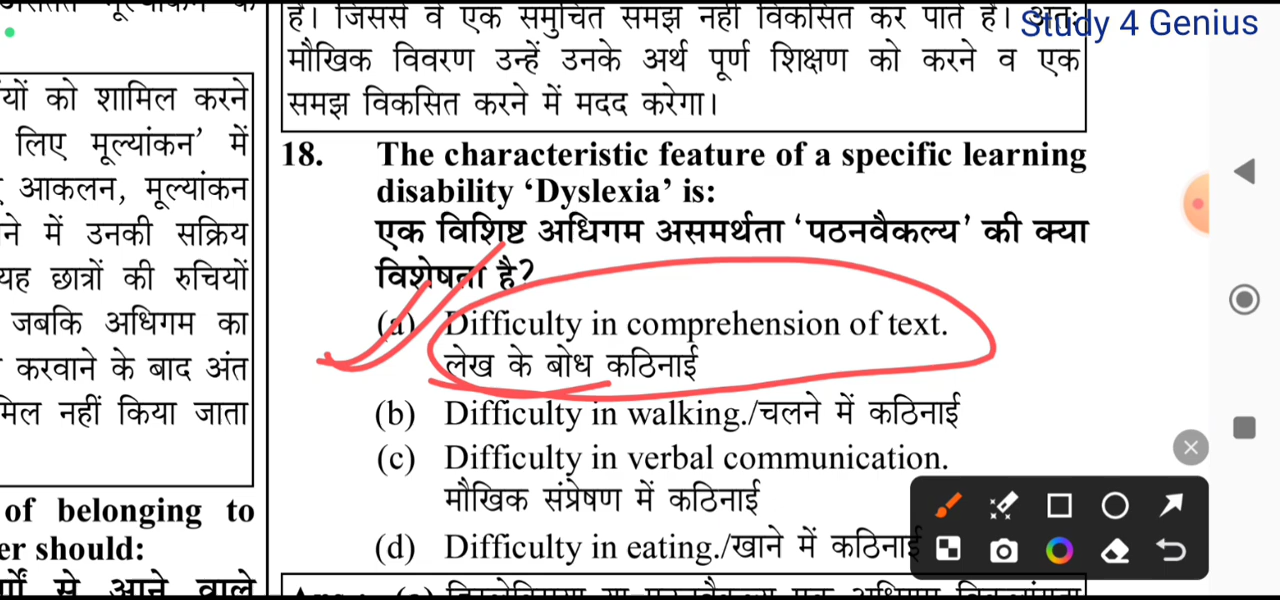 यों को शामिल करने
लिए मूल्यांकन' में
आकलन, मूल्यांकन
ने में उनकी सक्रिय
यह छात्रों की रुचियों
जबकि अधिगम का
करवाने के बाद अंत
मिल नहीं किया जाता
of belonging to
er should:
र्गों से आने वाले
हैं। जिससे वे एक समुचित समझ नहीं विकसित कर पाते हैं। अतः
Study 4 Genius
मौखिक विवरण उन्हें उनके अर्थ पूर्ण शिक्षण को करने व एक
समझ विकसित करने में मदद करेगा।
18. The characteristic feature of a specific learning
disability ‘Dyslexia’ is:
एक विशिष्ट अधिगम असमर्थता ‘पठनवैकल्य’ की क्या
विशेषता है?
(a) Difficulty in comprehension of text.
लेख के बोध कठिनाई
(b) Difficulty in walking./चलने में कठिनाई
(c) Difficulty in verbal communication.
मौखिक संप्रेषण में कठिनाई
(d) Difficulty in eating./खाने में कठिनाई